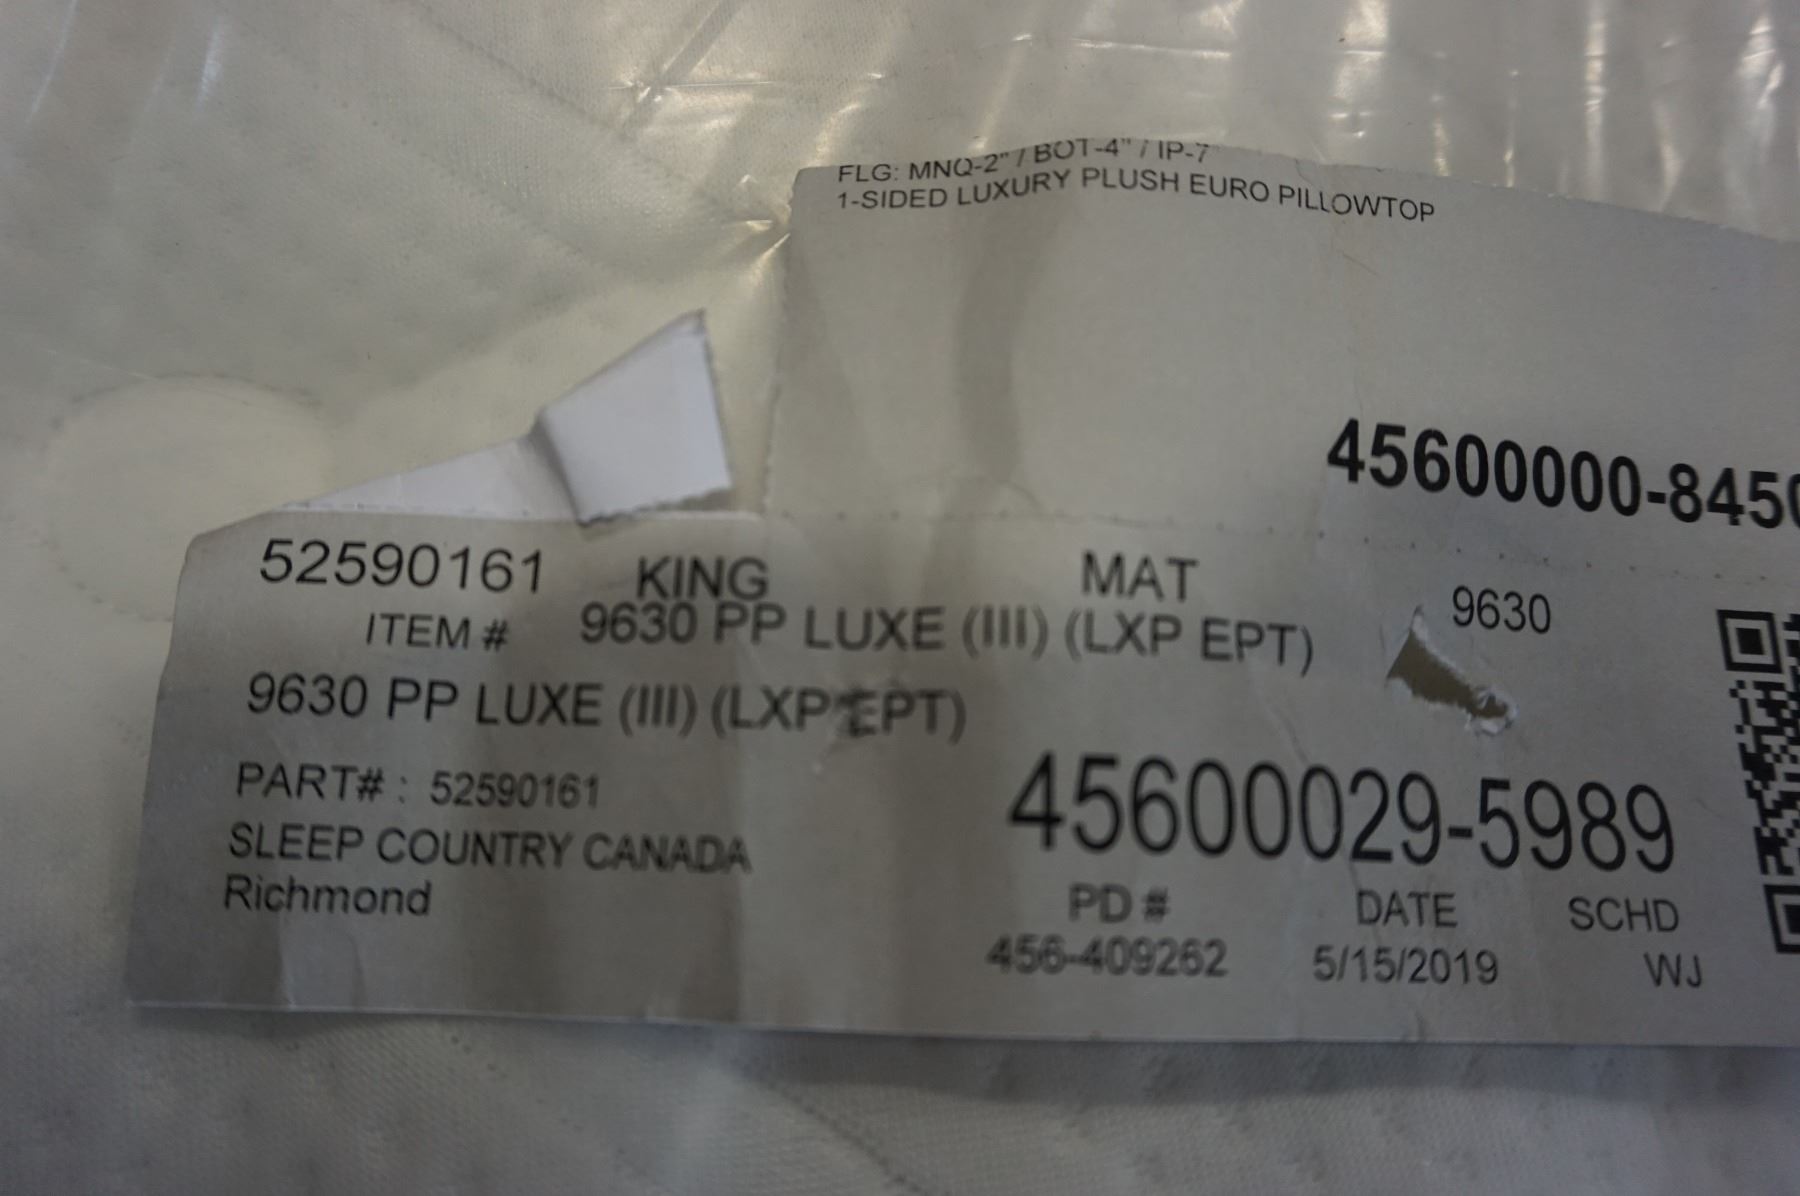 FLG: MNQ-2" / BOT-4" / IP-7"
1-SIDED LUXURY PLUSH EURO PILLOWTOP
45600000-8450
52590161 KING MAT
ITEM # 9630 PP LUXE (III) (LXP EPT) 9630
9630 PP LUXE (III) (LXP EPT)
PART# : 52590161
45600029-5989
SLEEP COUNTRY CANADA
Richmond
PD # DATE SCHD
456-409262 5/15/2019 WJ